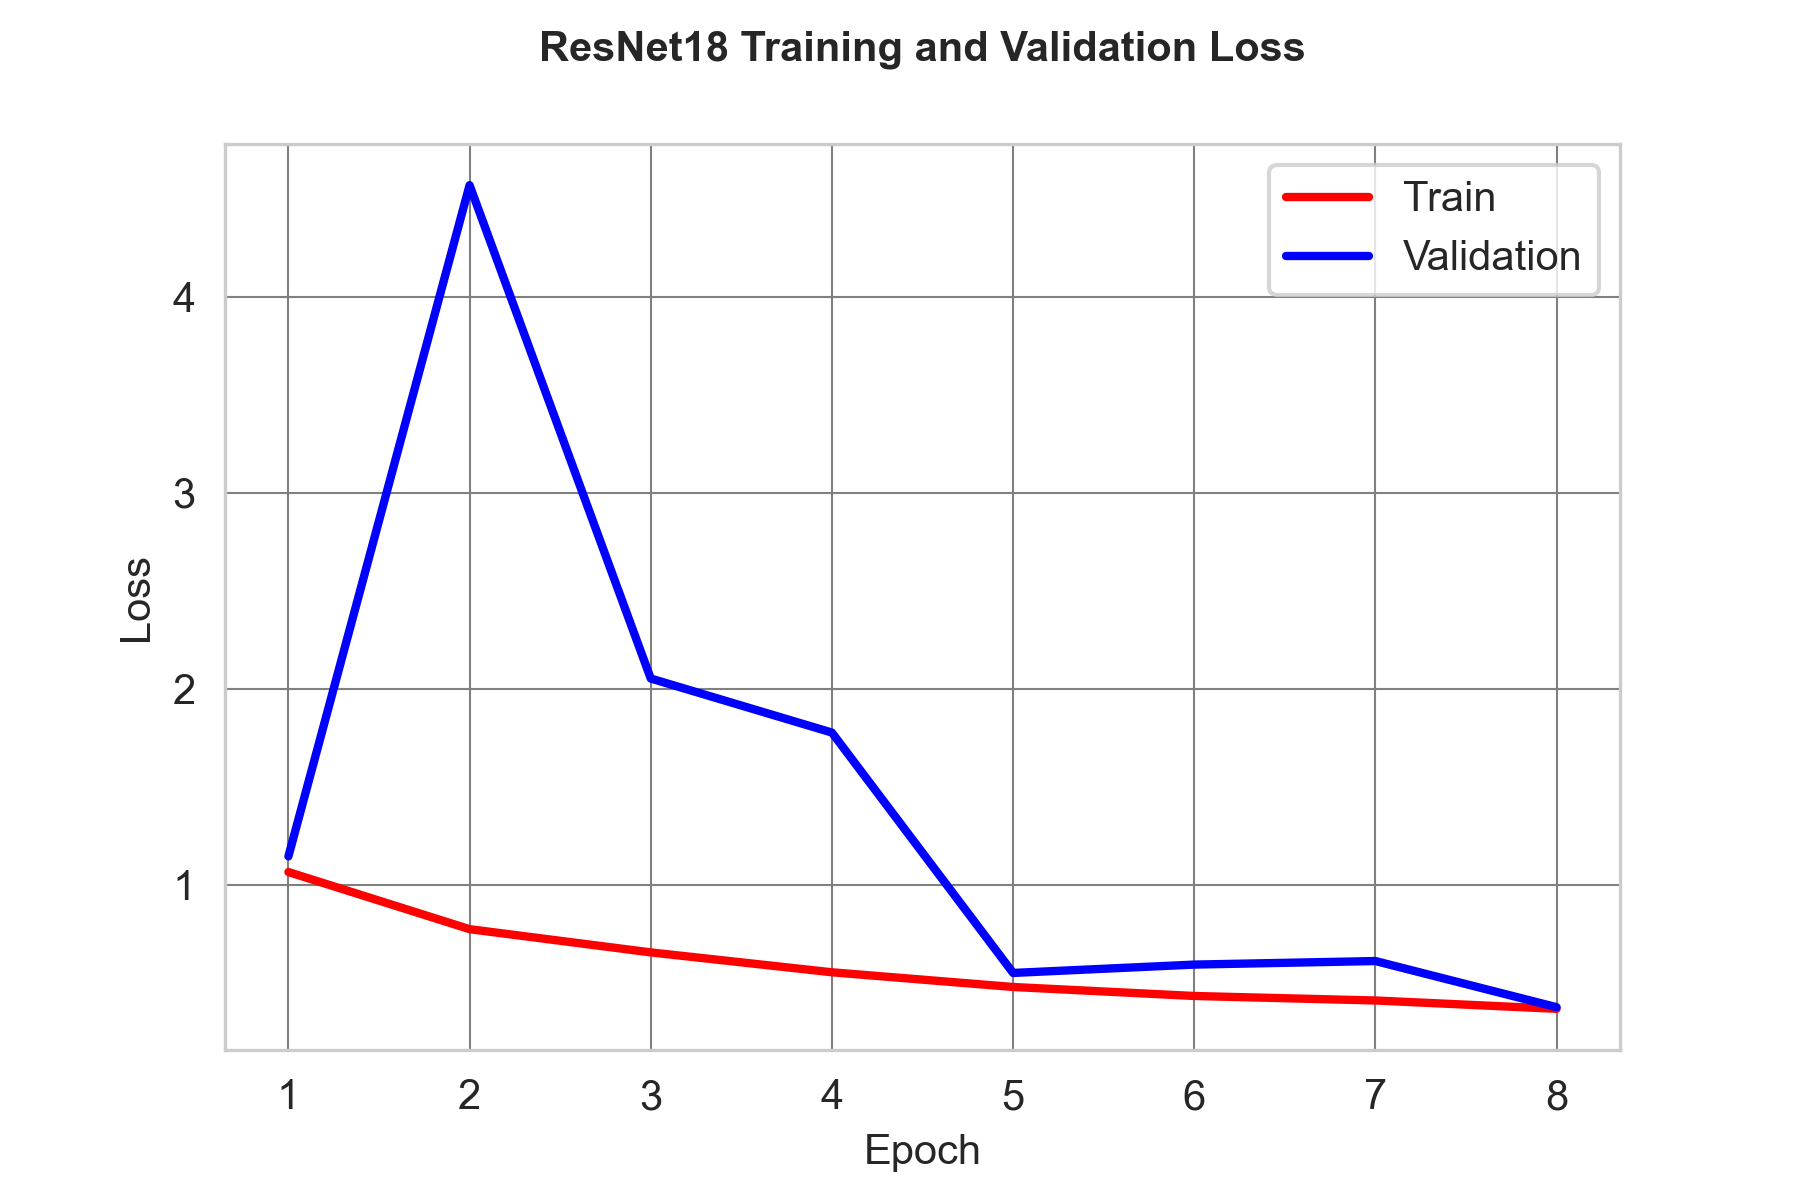 ResNet18 Training and Validation Loss
Train
Validation
4
3
2
1
Loss
1 2 3 4 5 6 7 8
Epoch